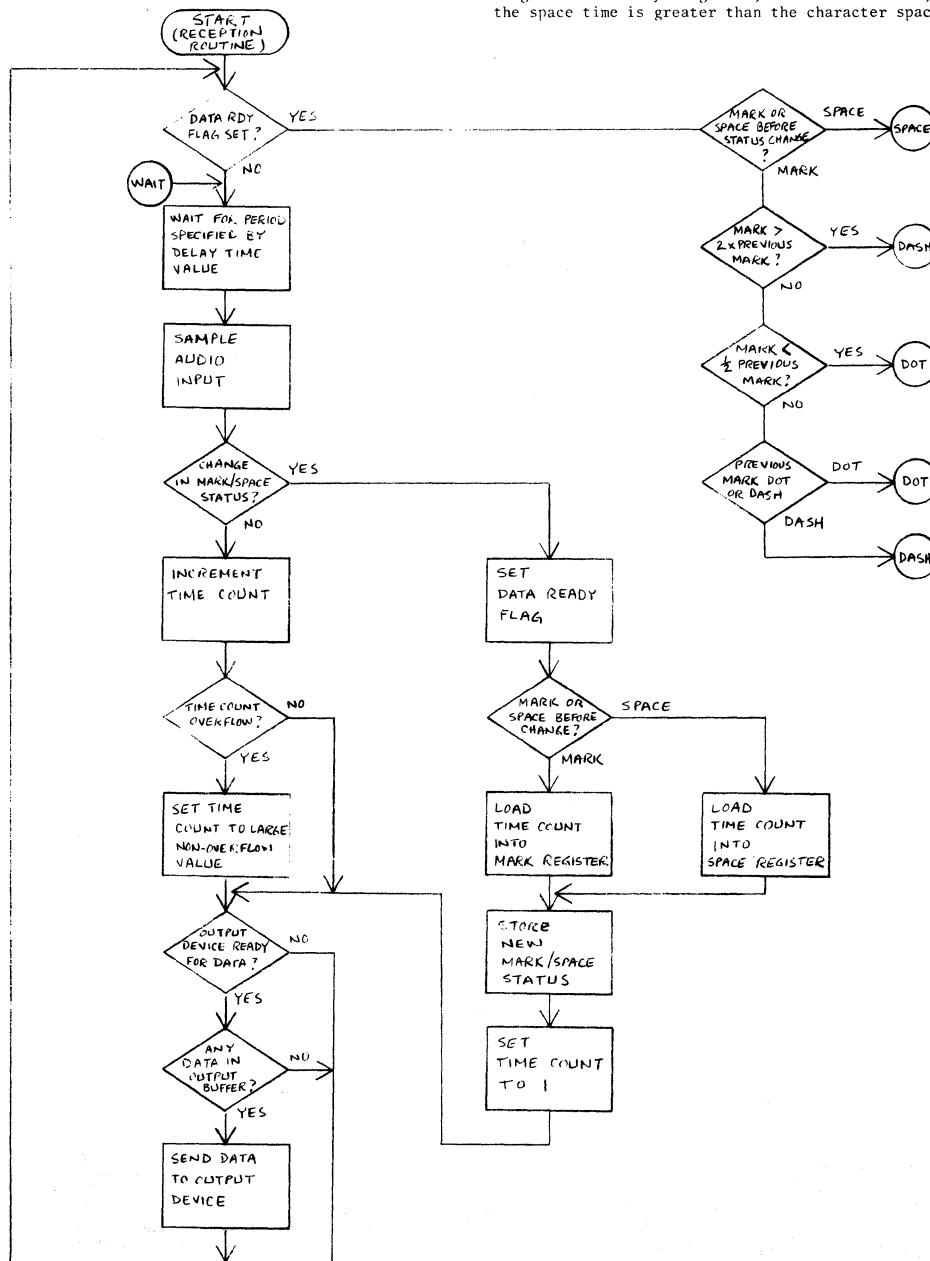 the space time is greater than the character spac
START
(RECEPTION
ROUTINE)
DATA RDY
FLAG SET?
YES
NO
WAIT
WAIT FOR PERIOD
SPECIFIED BY
DELAY TIME
VALUE
SAMPLE
AUDIO
INPUT
CHANGE
IN MARK/SPACE
STATUS?
YES
NO
INCREMENT
TIME COUNT
TIME COUNT
OVERFLOW?
NO
YES
SET TIME
COUNT TO LARGE
NON-OVERFLOW
VALUE
OUTPUT
DEVICE READY
FOR DATA?
NO
YES
ANY
DATA IN
OUTPUT
BUFFER?
NO
YES
SEND DATA
TO OUTPUT
DEVICE
SET
DATA READY
FLAG
MARK OR
SPACE BEFORE
CHANGE?
SPACE
MARK
LOAD
TIME COUNT
INTO
MARK REGISTER
LOAD
TIME COUNT
INTO
SPACE REGISTER
STORE
NEW
MARK/SPACE
STATUS
SET
TIME COUNT
TO 1
MARK OR
SPACE BEFORE
STATUS CHANGE
?
SPACE
SPACE
MARK
MARK >
2 x PREVIOUS
MARK?
YES
DASH
NO
MARK <
½ PREVIOUS
MARK?
YES
DOT
NO
PREVIOUS
MARK DOT
OR DASH
DOT
DOT
DASH
DASH